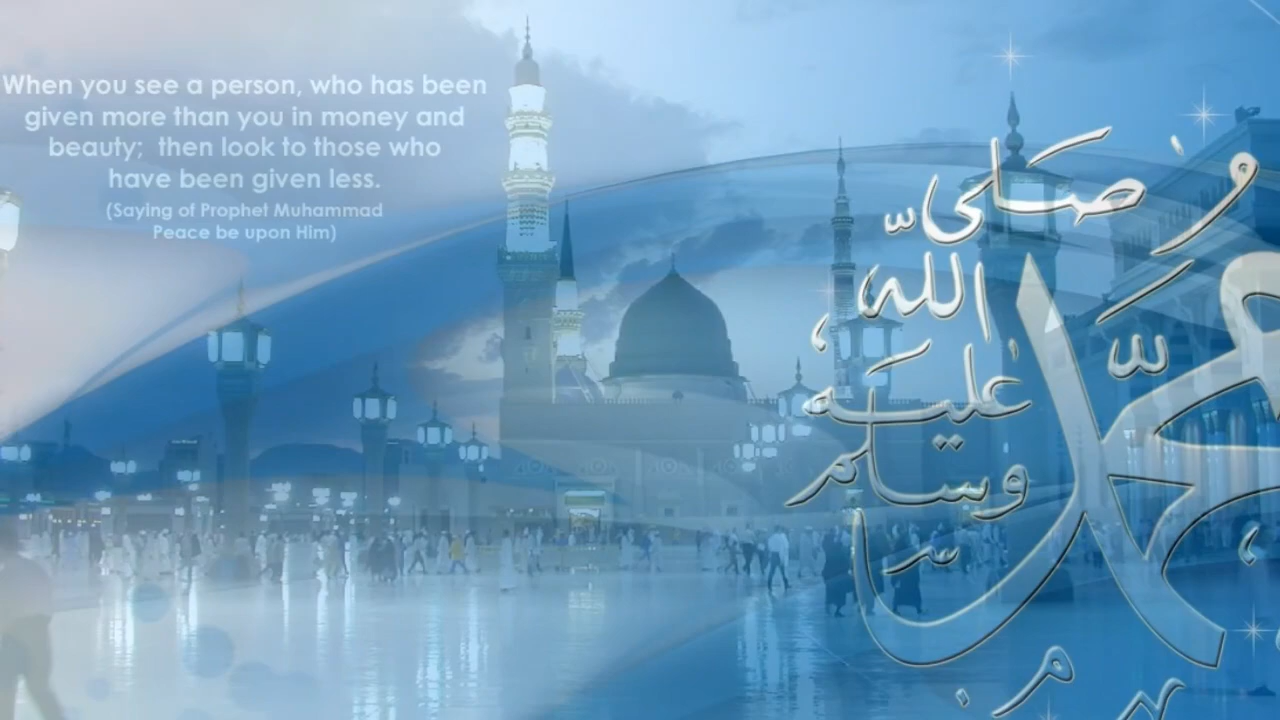 When you see a person, who has been
given more than you in money and
beauty; then look to those who
have been given less.
(Saying of Prophet Muhammad
Peace be upon Him)
محمد
صلى
الله
عليه
وسلم